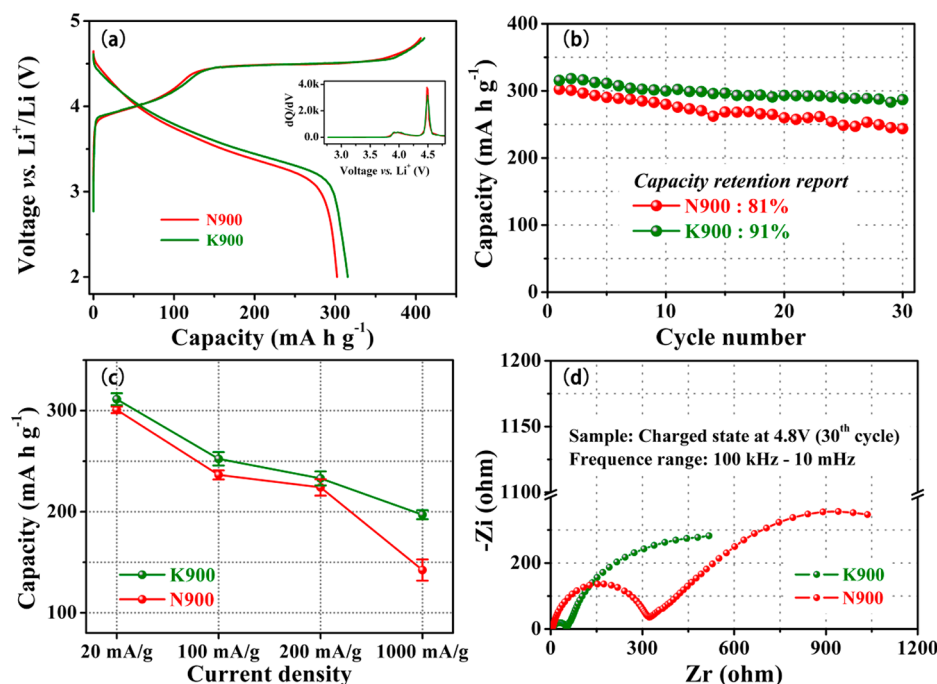 (a)
5
4
3
2
Voltage vs. Li+/Li (V)
0
100
200
300
400
Capacity (mA h g-1)
N900
K900
4.0k
2.0k
0.0
dQ/dV
3.0
3.5
4.0
4.5
Voltage vs. Li+ (V)
(b)
400
300
200
100
0
Capacity (mA h g-1)
Capacity retention report
N900 : 81%
K900 : 91%
0
10
20
30
Cycle number
(c)
300
200
100
Capacity (mA h g-1)
K900
N900
20 mA/g
100 mA/g
200 mA/g
1000 mA/g
Current density
(d)
1200
1100
200
0
-Zi (ohm)
Sample: Charged state at 4.8V (30th cycle)
Frequence range: 100 kHz - 10 mHz
K900
N900
0
300
600
900
1200
Zr (ohm)